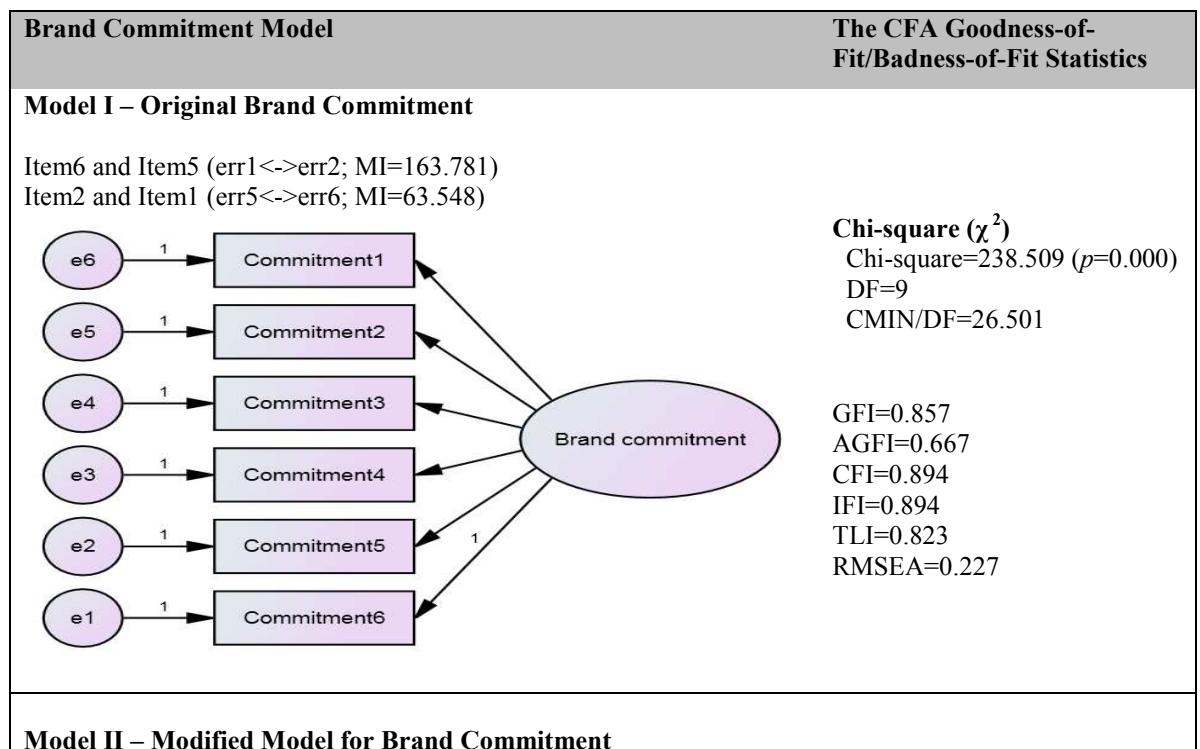 Brand Commitment Model
The CFA Goodness-of-
Fit/Badness-of-Fit Statistics
Model I – Original Brand Commitment
Item6 and Item5 (err1<->err2; MI=163.781)
Item2 and Item1 (err5<->err6; MI=63.548)
e6
1
Commitment1
e5
1
Commitment2
e4
1
Commitment3
e3
1
Commitment4
e2
1
Commitment5
e1
1
Commitment6
1
Brand commitment
Chi-square (χ²)
Chi-square=238.509 (p=0.000)
DF=9
CMIN/DF=26.501
GFI=0.857
AGFI=0.667
CFI=0.894
IFI=0.894
TLI=0.823
RMSEA=0.227
Model II – Modified Model for Brand Commitment